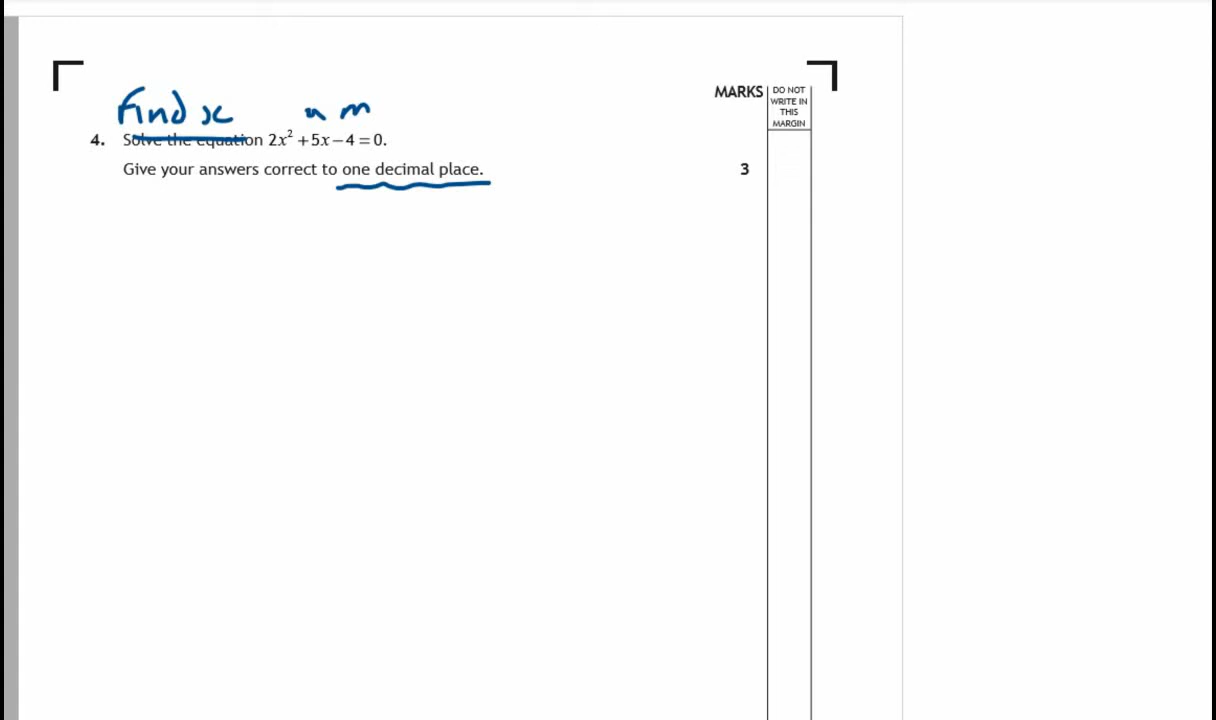 MARKS
DO NOT
WRITE IN
THIS
MARGIN
Find x
4. Solve the equation 2x² + 5x − 4 = 0.
Give your answers correct to one decimal place.
3